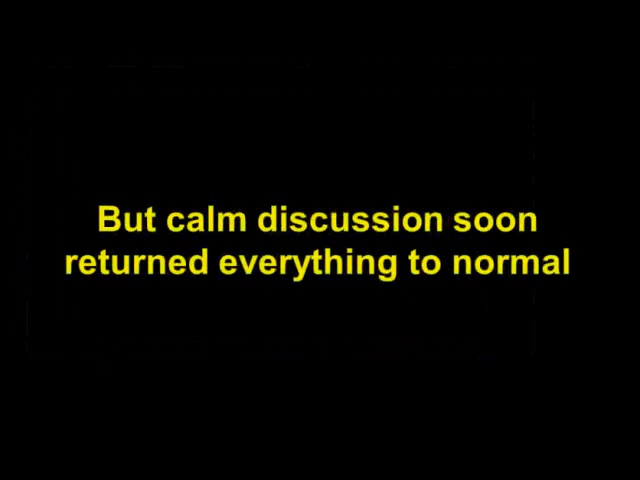 But calm discussion soon
returned everything to normal